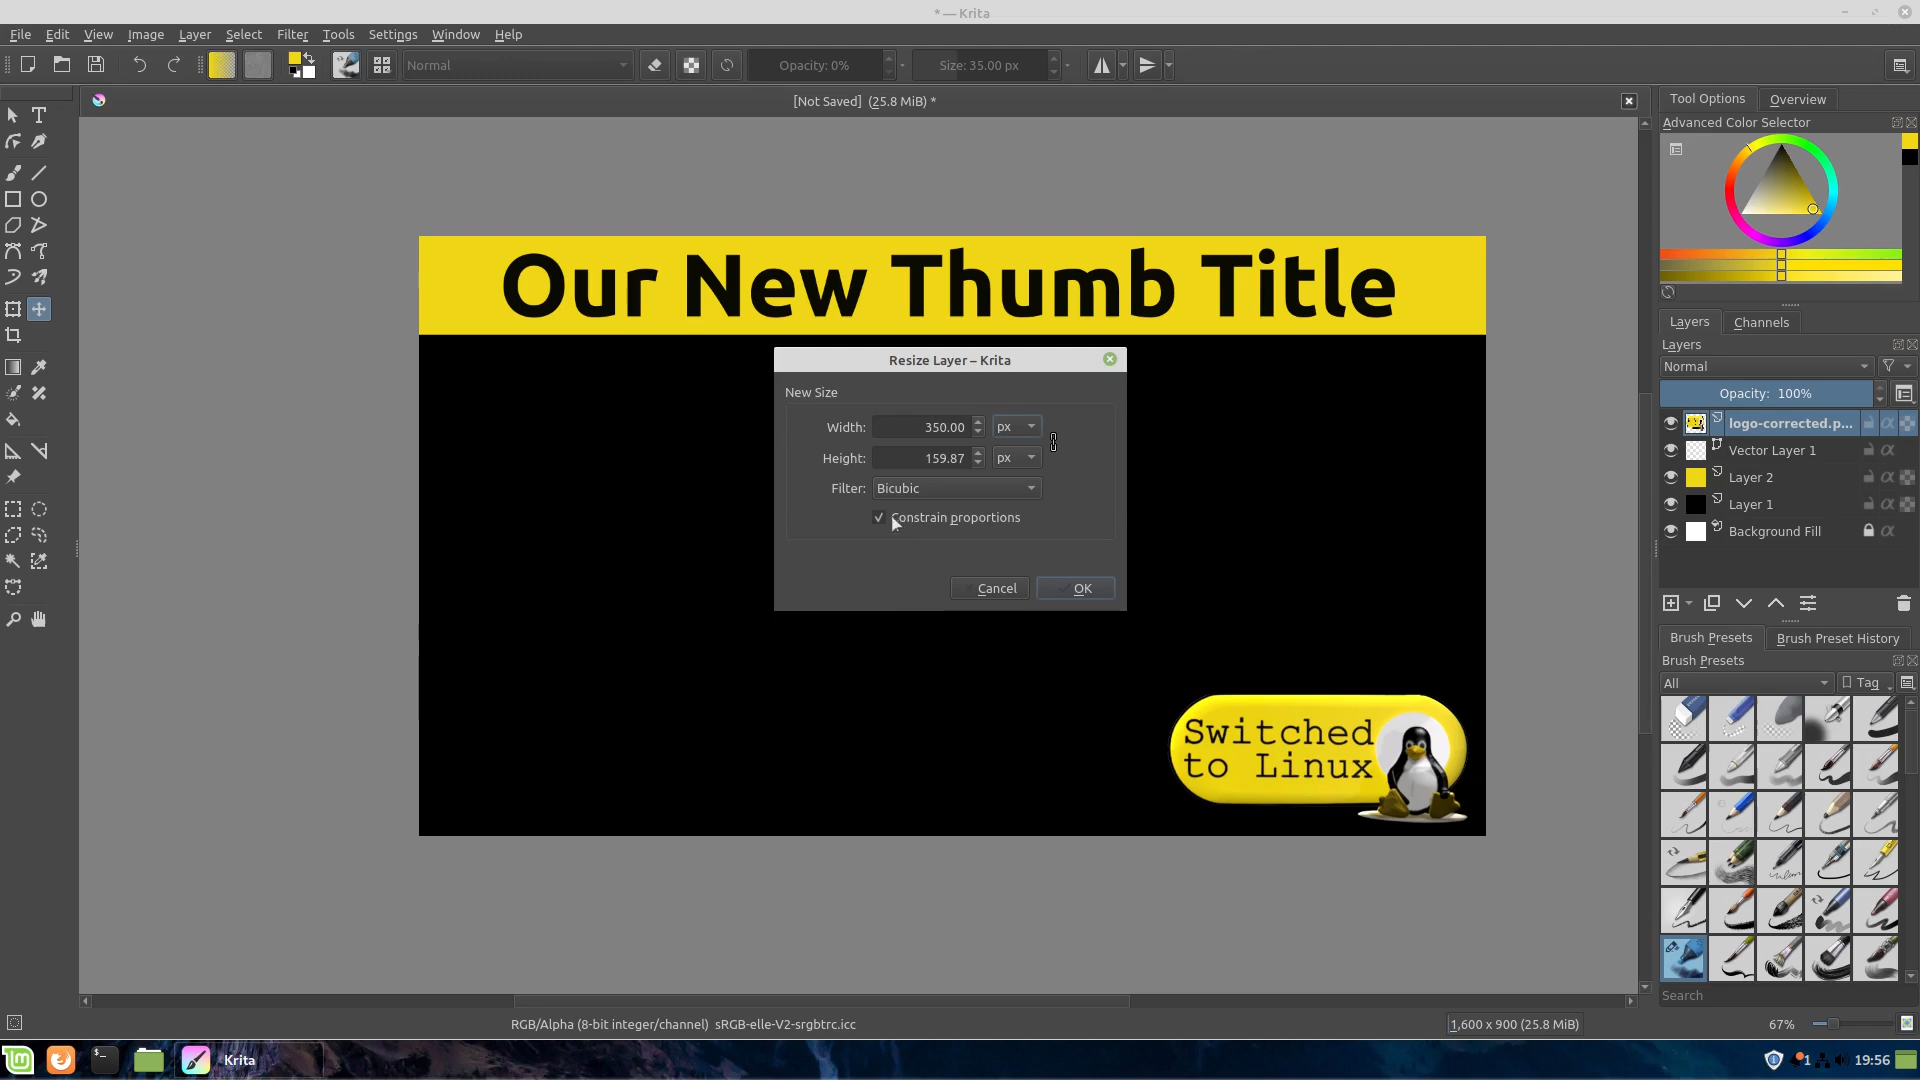 * — Krita
File Edit View Image Layer Select Filter Tools Settings Window Help
Normal Opacity: 0% Size: 35.00 px
[Not Saved] (25.8 MiB) *
Tool Options Overview
Advanced Color Selector
Our New Thumb Title
Resize Layer – Krita
New Size
Width: 350.00 px
Height: 159.87 px
Filter: Bicubic
Constrain proportions
Cancel OK
Switched
to Linux
Layers Channels
Layers
Normal
Opacity: 100%
logo-corrected.p...
Vector Layer 1
Layer 2
Layer 1
Background Fill
Brush Presets Brush Preset History
Brush Presets
All Tag
Search
RGB/Alpha (8-bit integer/channel) sRGB-elle-V2-srgbtrc.icc
1,600 x 900 (25.8 MiB)
67%
Krita
1 19:56